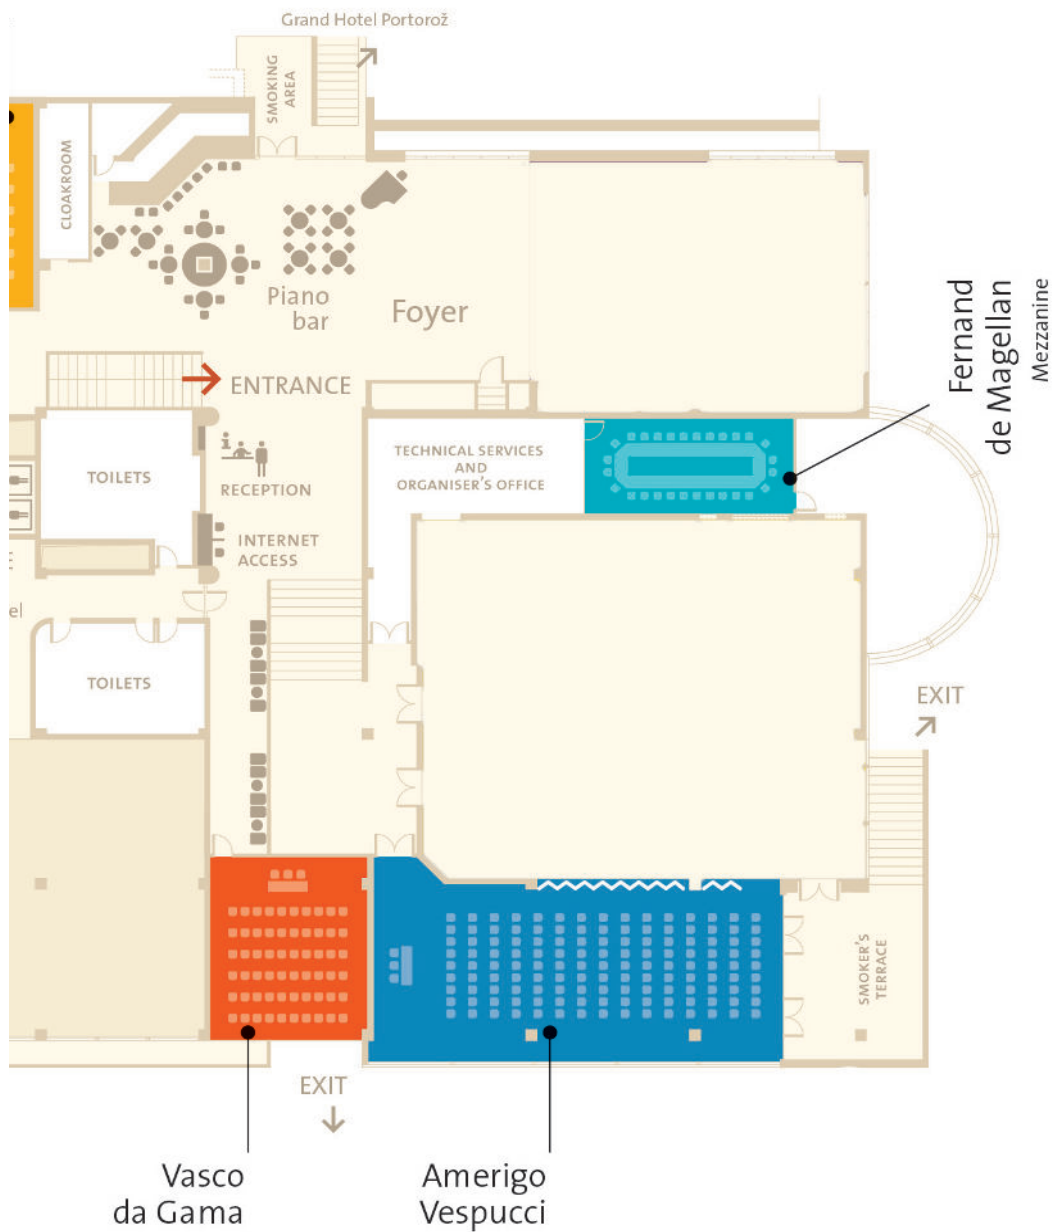 Grand Hotel Portorož
SMOKING
AREA
CLOAKROOM
Piano
bar
Foyer
Fernand
de Magellan
Mezzanine
ENTRANCE
TECHNICAL SERVICES
AND
ORGANISER'S OFFICE
TOILETS
RECEPTION
INTERNET
ACCESS
el
TOILETS
EXIT
SMOKER'S
TERRACE
EXIT
Vasco
da Gama
Amerigo
Vespucci